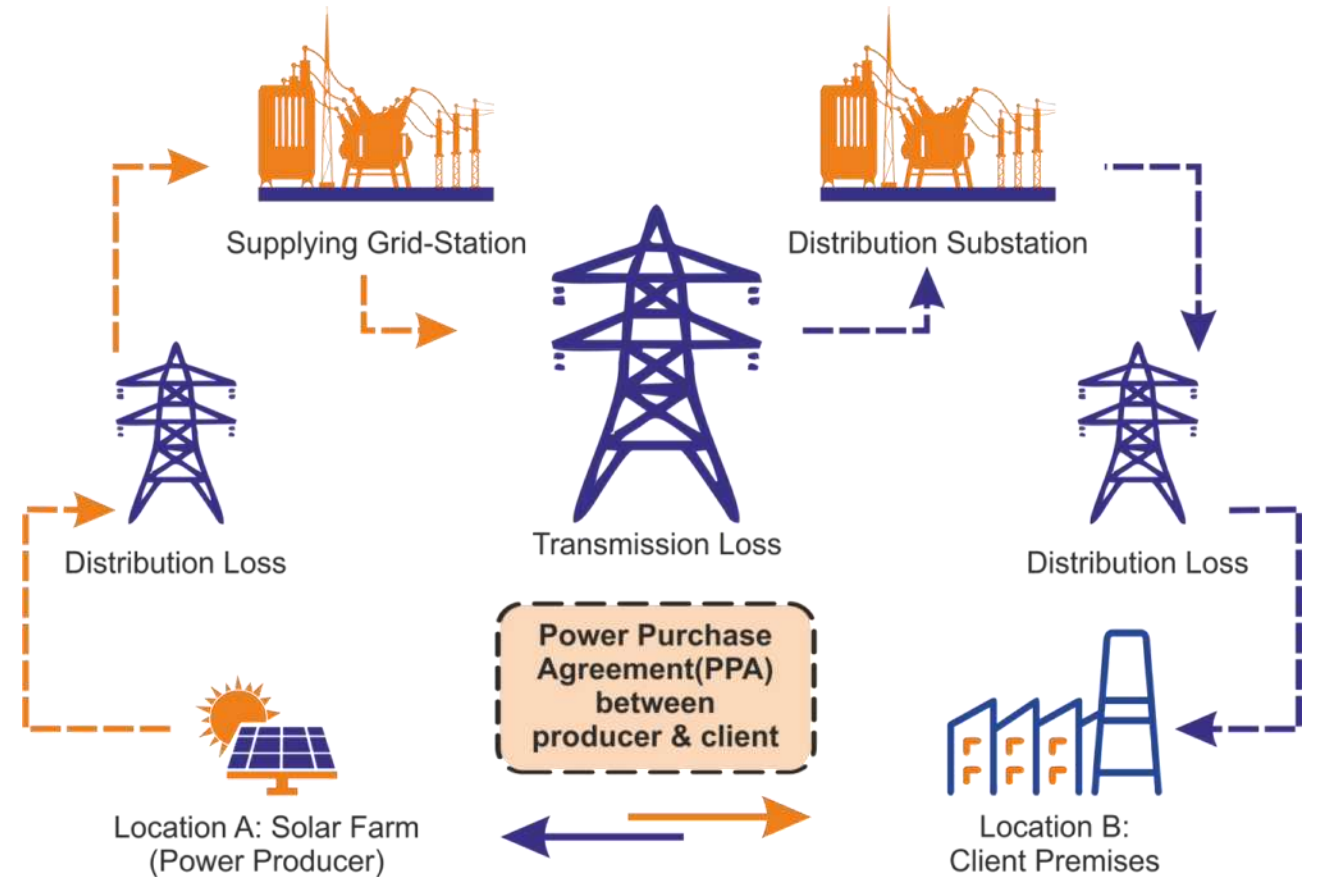 Supplying Grid-Station
Distribution Substation
Distribution Loss
Transmission Loss
Distribution Loss
Power Purchase
Agreement(PPA)
between
producer & client
Location A: Solar Farm
(Power Producer)
Location B:
Client Premises